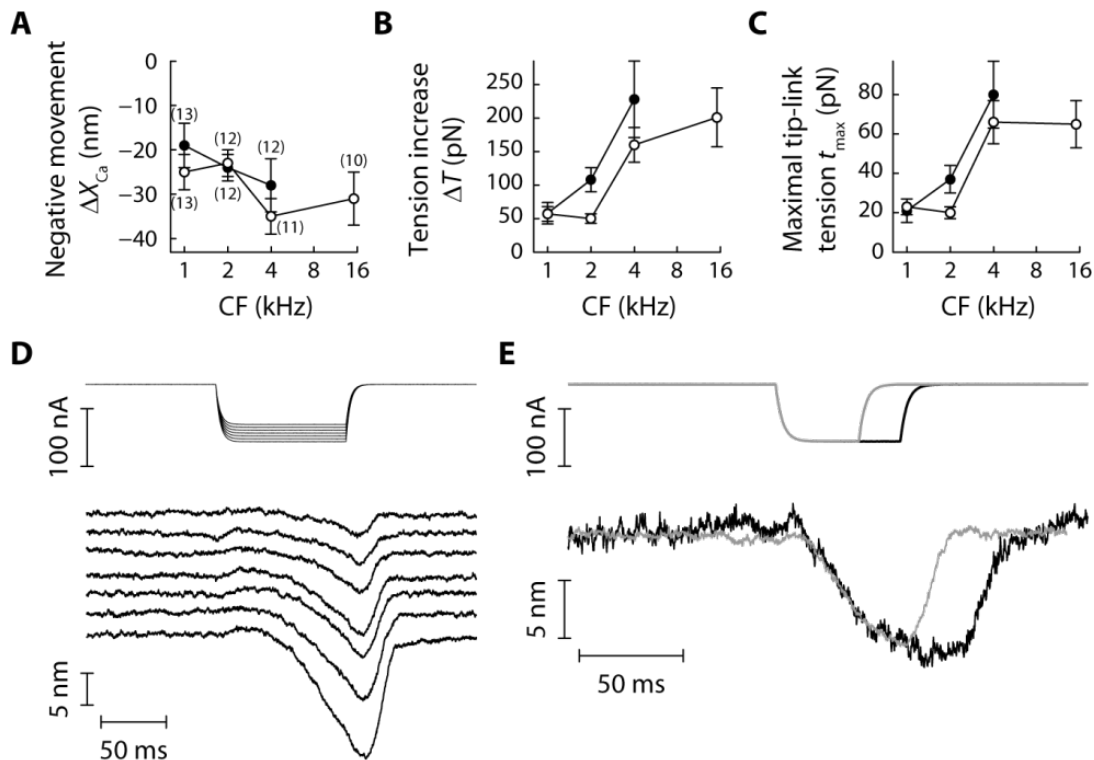 A
Negative movement
ΔX_Ca (nm)
0
−10
−20
−30
−40
(13)
(12)
(12)
(10)
(13)
(12)
(11)
1
2
4
8
16
CF (kHz)
B
Tension increase
ΔT (pN)
250
200
150
100
50
0
1
2
4
8
16
CF (kHz)
C
Maximal tip-link
tension t_max (pN)
80
60
40
20
0
1
2
4
8
16
CF (kHz)
D
100 nA
5 nm
50 ms
E
100 nA
5 nm
50 ms